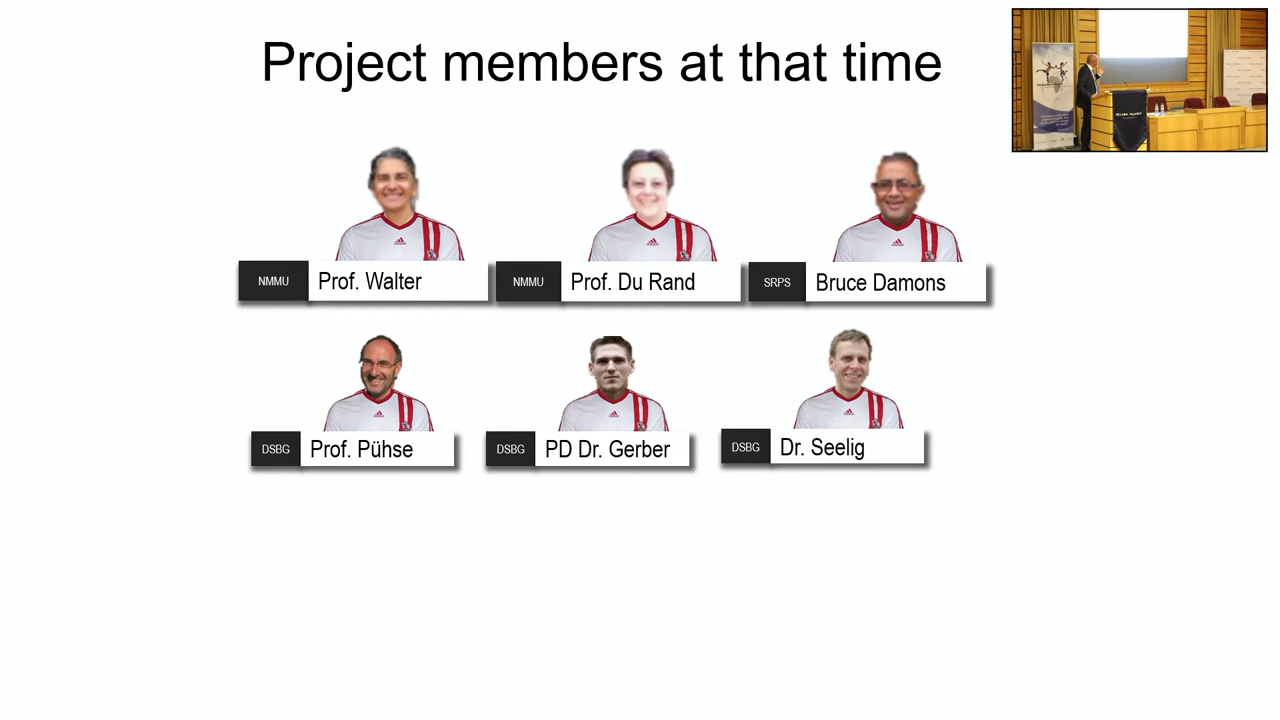 Project members at that time
NMMU Prof. Walter
NMMU Prof. Du Rand
SRPS Bruce Damons
DSBG Prof. Pühse
DSBG PD Dr. Gerber
DSBG Dr. Seelig